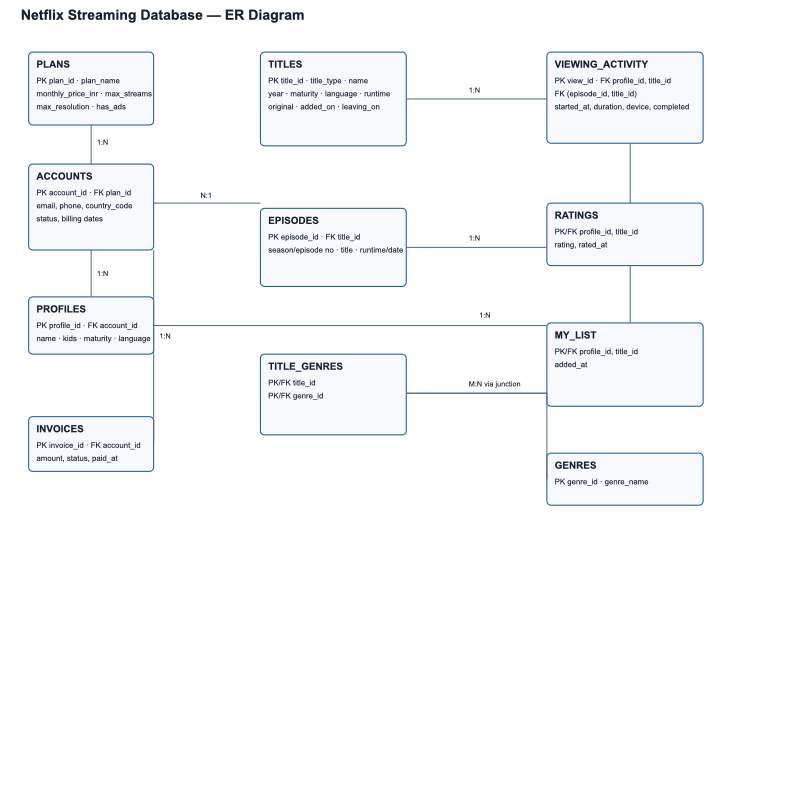 Netflix Streaming Database — ER Diagram
PLANS
PK plan_id · plan_name
monthly_price_inr · max_streams
max_resolution · has_ads
1:N
ACCOUNTS
PK account_id · FK plan_id
email, phone, country_code
status, billing dates
N:1
1:N
PROFILES
PK profile_id · FK account_id
name · kids · maturity · language
1:N
INVOICES
PK invoice_id · FK account_id
amount, status, paid_at
TITLES
PK title_id · title_type · name
year · maturity · language · runtime
original · added_on · leaving_on
1:N
EPISODES
PK episode_id · FK title_id
season/episode no · title · runtime/date
1:N
1:N
TITLE_GENRES
PK/FK title_id
PK/FK genre_id
M:N via junction
VIEWING_ACTIVITY
PK view_id · FK profile_id, title_id
FK (episode_id, title_id)
started_at, duration, device, completed
RATINGS
PK/FK profile_id, title_id
rating, rated_at
MY_LIST
PK/FK profile_id, title_id
added_at
GENRES
PK genre_id · genre_name